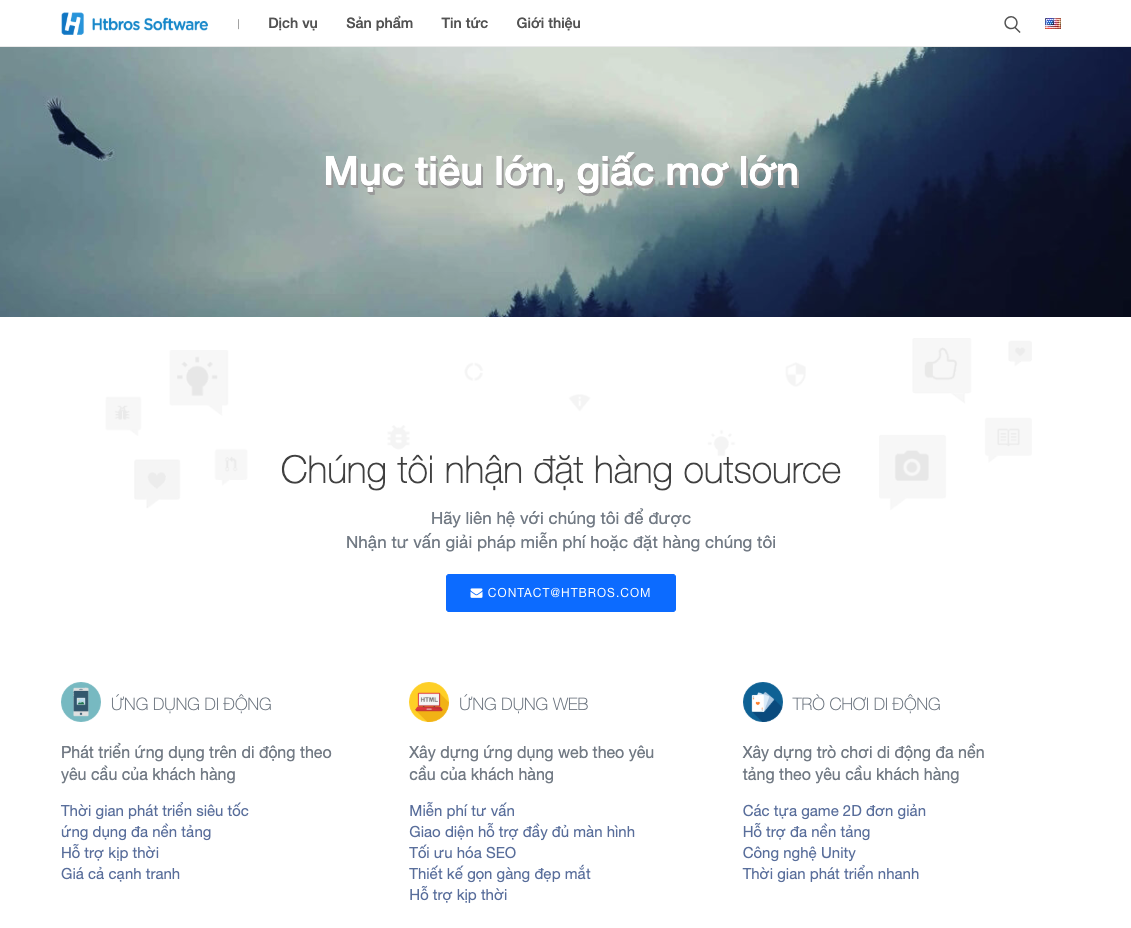 Htbros Software
Dịch vụ
Sản phẩm
Tin tức
Giới thiệu
Mục tiêu lớn, giấc mơ lớn
Chúng tôi nhận đặt hàng outsource
Hãy liên hệ với chúng tôi để được
Nhận tư vấn giải pháp miễn phí hoặc đặt hàng chúng tôi
CONTACT@HTBROS.COM
ỨNG DỤNG DI ĐỘNG
Phát triển ứng dụng trên di động theo
yêu cầu của khách hàng
Thời gian phát triển siêu tốc
ứng dụng đa nền tảng
Hỗ trợ kịp thời
Giá cả cạnh tranh
HTML
ỨNG DỤNG WEB
Xây dựng ứng dụng web theo yêu
cầu của khách hàng
Miễn phí tư vấn
Giao diện hỗ trợ đầy đủ màn hình
Tối ưu hóa SEO
Thiết kế gọn gàng đẹp mắt
Hỗ trợ kịp thời
TRÒ CHƠI DI ĐỘNG
Xây dựng trò chơi di động đa nền
tảng theo yêu cầu khách hàng
Các tựa game 2D đơn giản
Hỗ trợ đa nền tảng
Công nghệ Unity
Thời gian phát triển nhanh